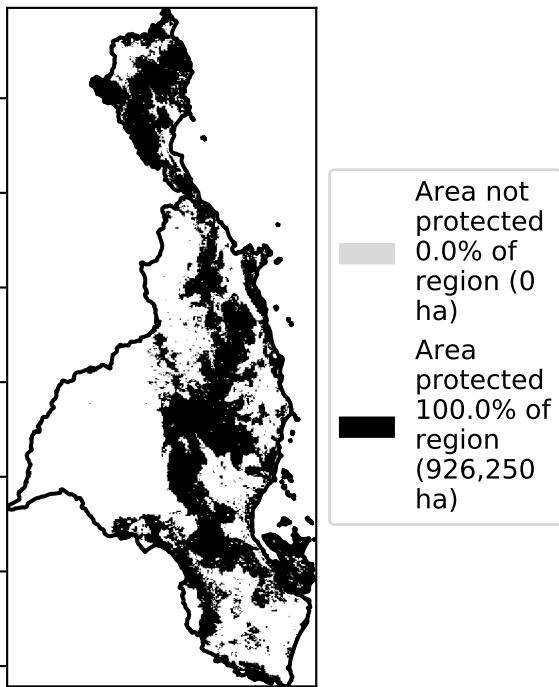 Area not
protected
0.0% of
region (0
ha)
Area
protected
100.0% of
region
(926,250
ha)